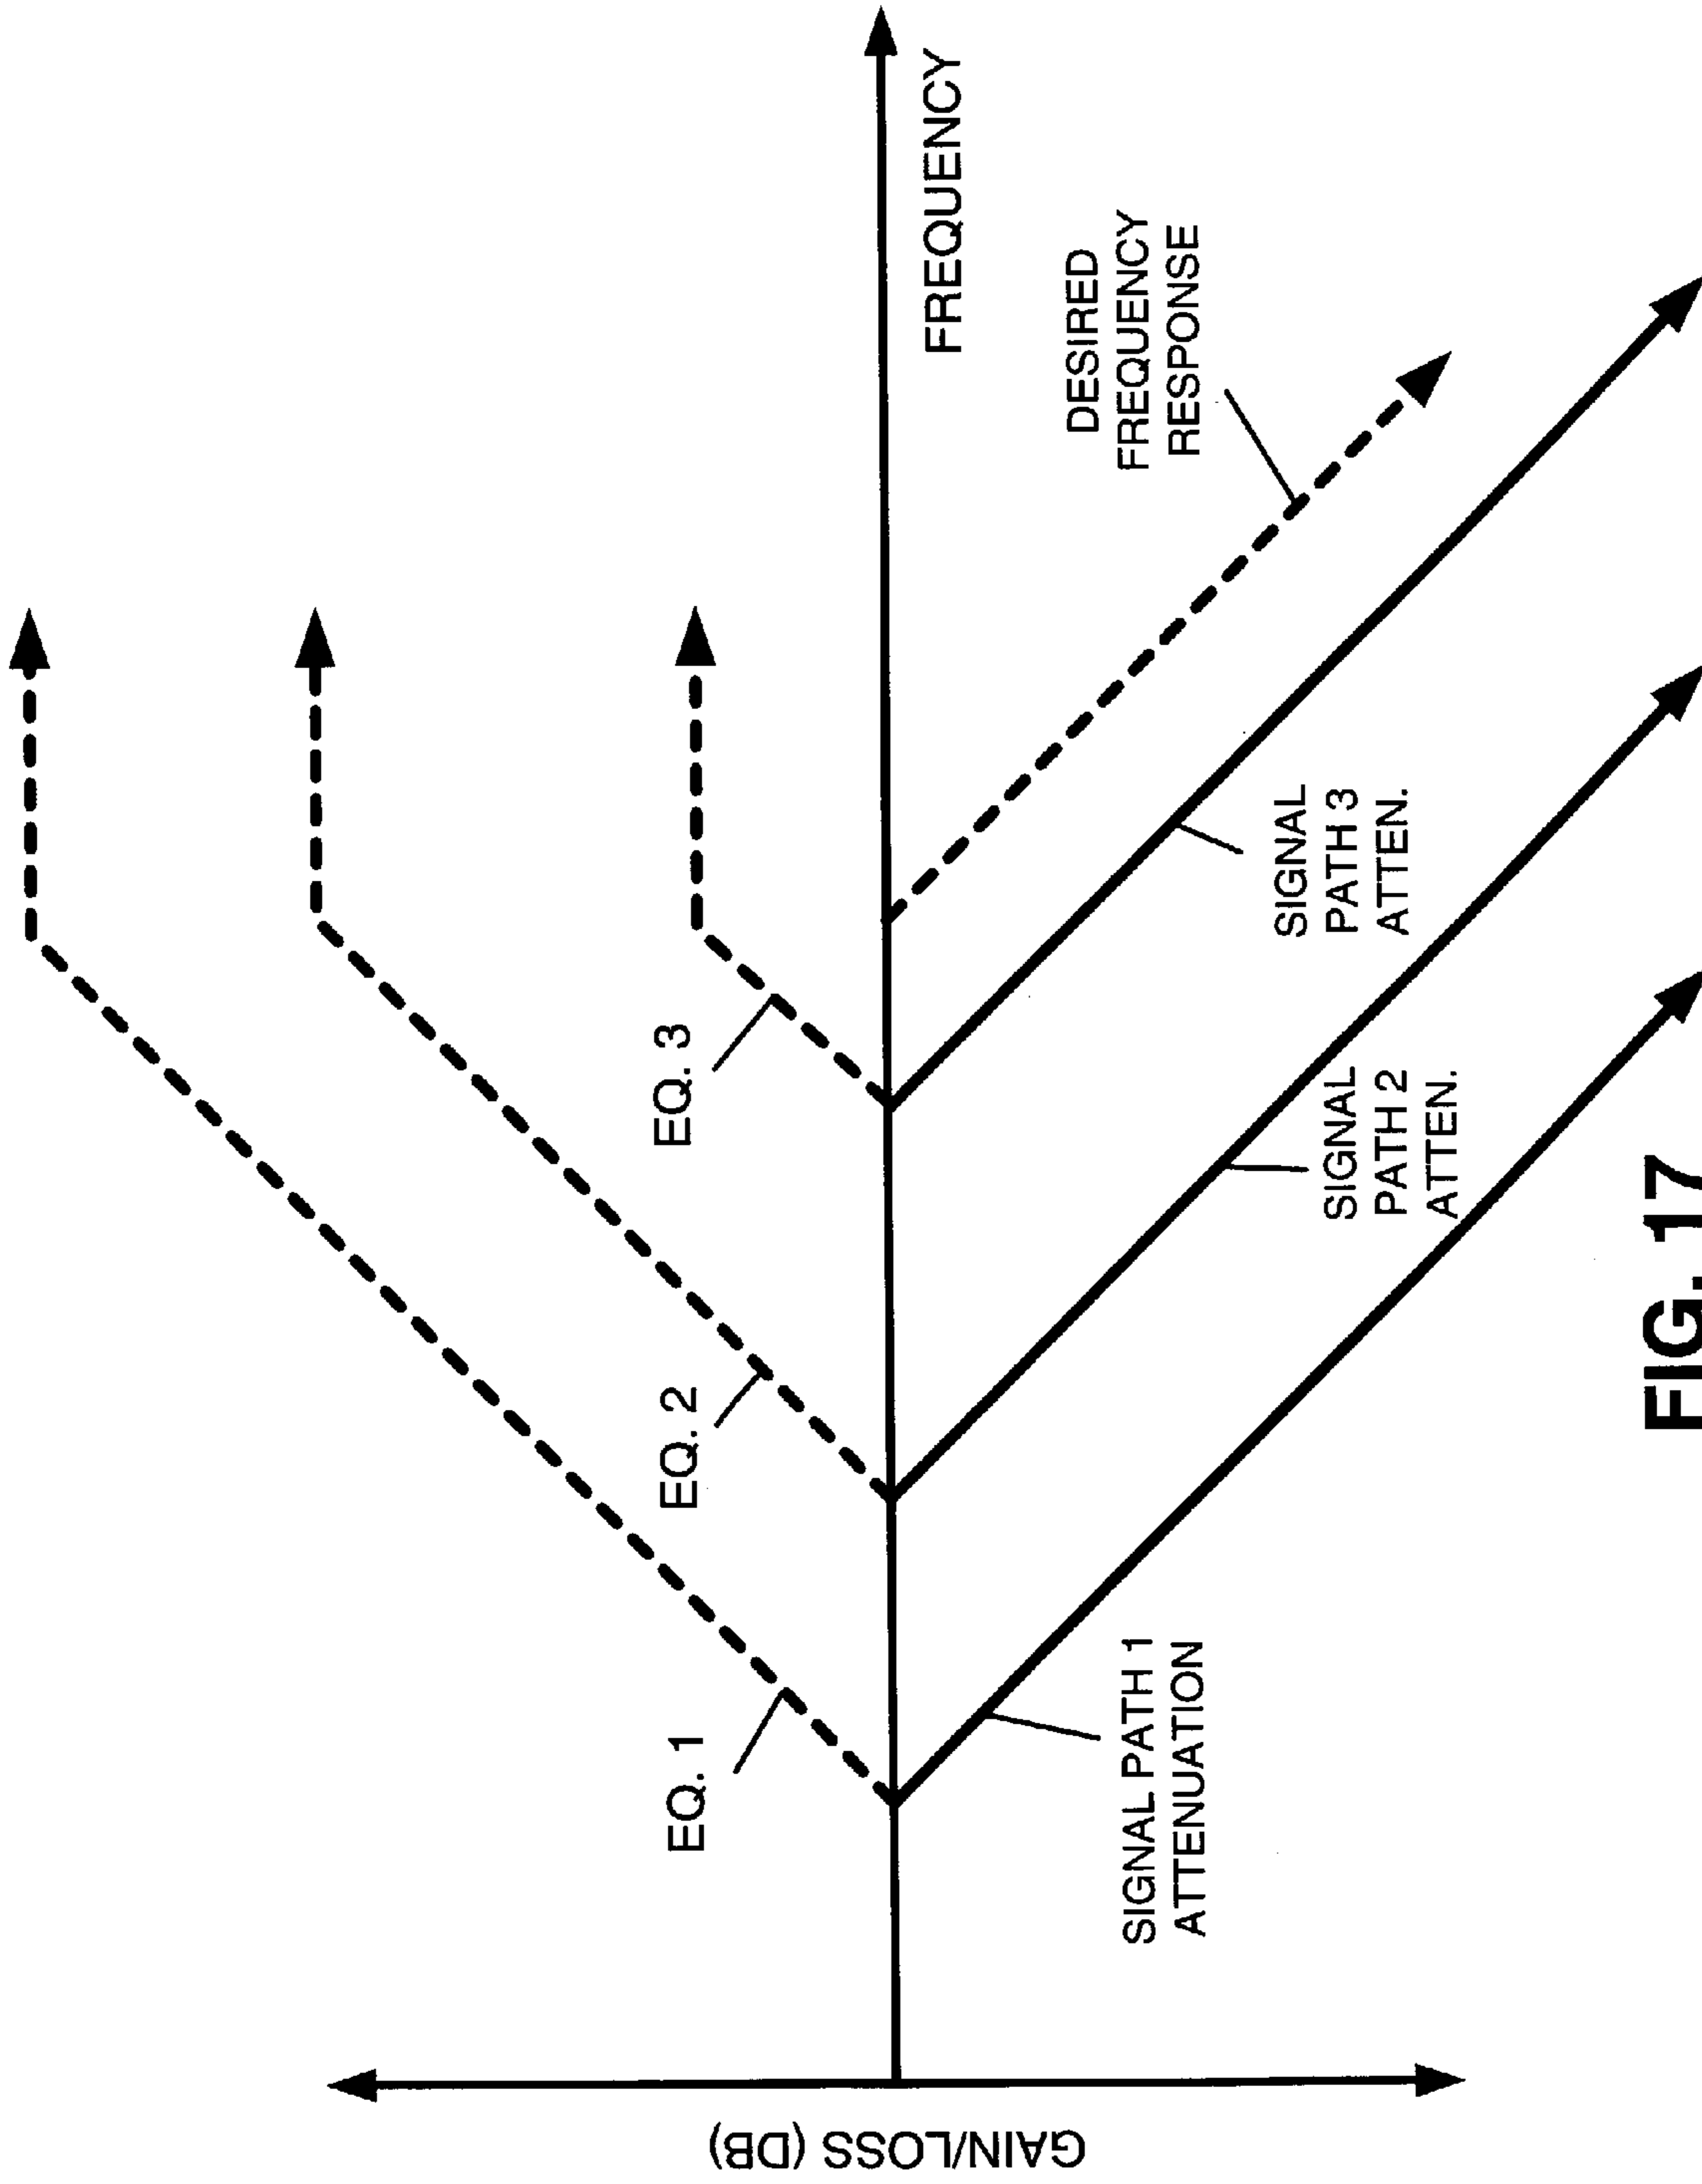 GAIN/LOSS (DB)
EQ. 1
EQ. 2
EQ. 3
FREQUENCY
SIGNAL PATH 1
ATTENUATION
SIGNAL
PATH 2
ATTEN.
SIGNAL
PATH 3
ATTEN.
DESIRED
FREQUENCY
RESPONSE
FIG. 17